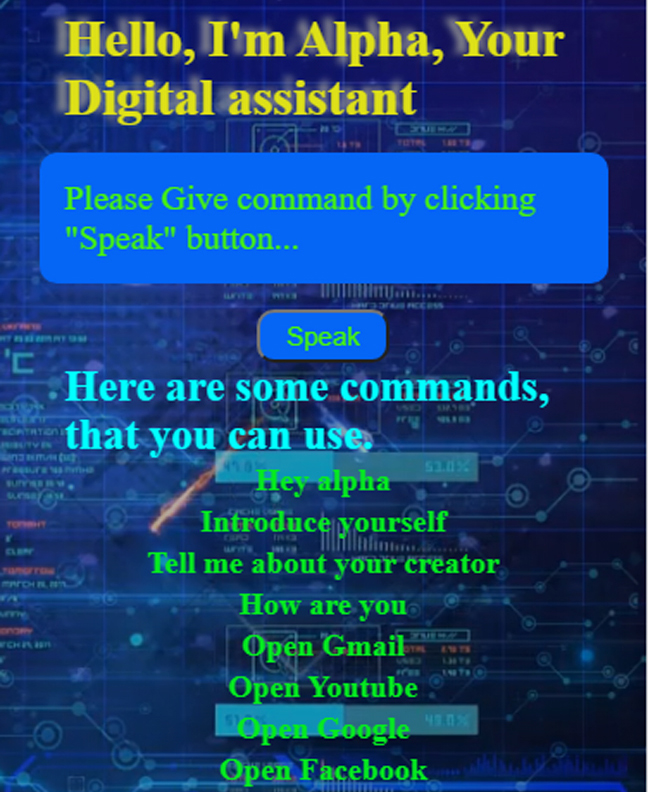 Hello, I'm Alpha, Your
Digital assistant
Please Give command by clicking
"Speak" button...
Speak
Here are some commands,
that you can use.
Hey alpha
Introduce yourself
Tell me about your creator
How are you
Open Gmail
Open Youtube
Open Google
Open Facebook